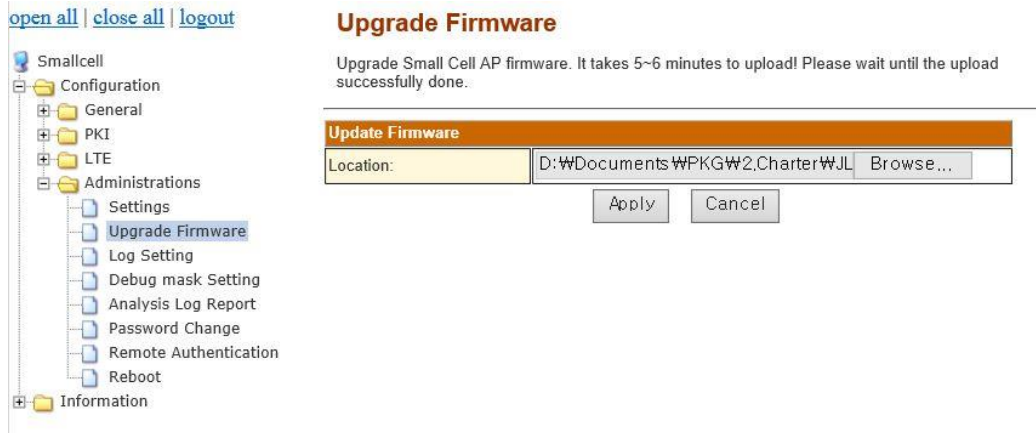 open all | close all | logout
Smallcell
Configuration
General
PKI
LTE
Administrations
Settings
Upgrade Firmware
Log Setting
Debug mask Setting
Analysis Log Report
Password Change
Remote Authentication
Reboot
Information
Upgrade Firmware
Upgrade Small Cell AP firmware. It takes 5~6 minutes to upload! Please wait until the upload
successfully done.
Update Firmware
Location: D:₩Documents₩PKG₩2,Charter₩JL Browse...
Apply Cancel